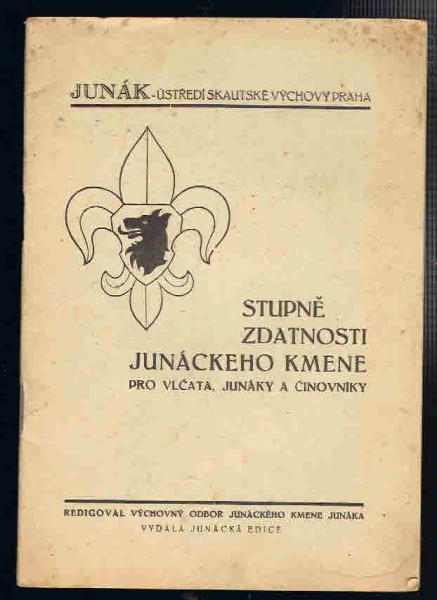 JUNÁK-ÚSTŘEDÍ SKAUTSKÉ VÝCHOVY PRAHA
STUPNĚ
ZDATNOSTI
JUNÁCKEHO KMENE
PRO VLČATA, JUNÁKY A ČINOVNÍKY
REDIGOVAL VÝCHOVNÝ ODBOR JUNÁCKÉHO KMENE JUNÁKA
VYDALA JUNÁCKÁ EDICE